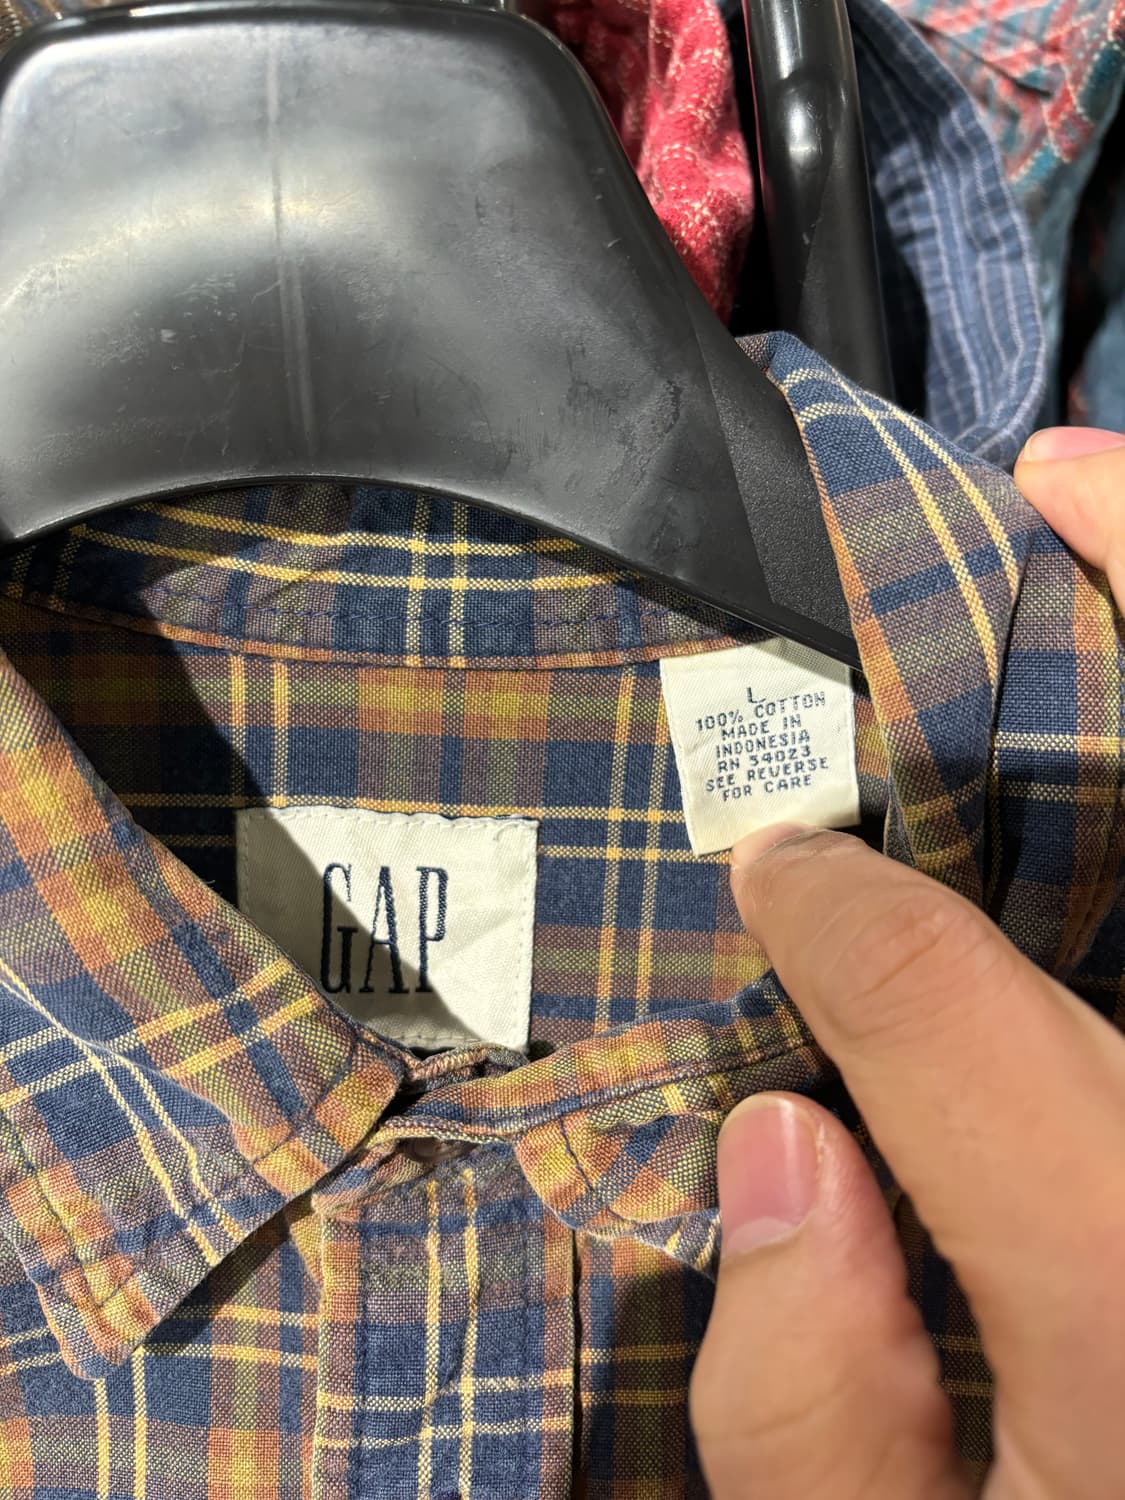 L
100% COTTON
MADE IN
INDONESIA
RN 54023
SEE REVERSE
FOR CARE
GAP